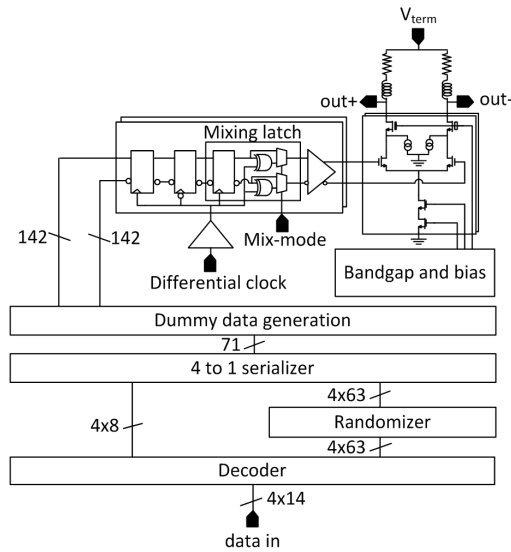 Vterm
out+
out-
Mixing latch
142
142
Mix-mode
Differential clock
Bandgap and bias
Dummy data generation
71
4 to 1 serializer
4x63
4x8
Randomizer
4x63
Decoder
4x14
data in